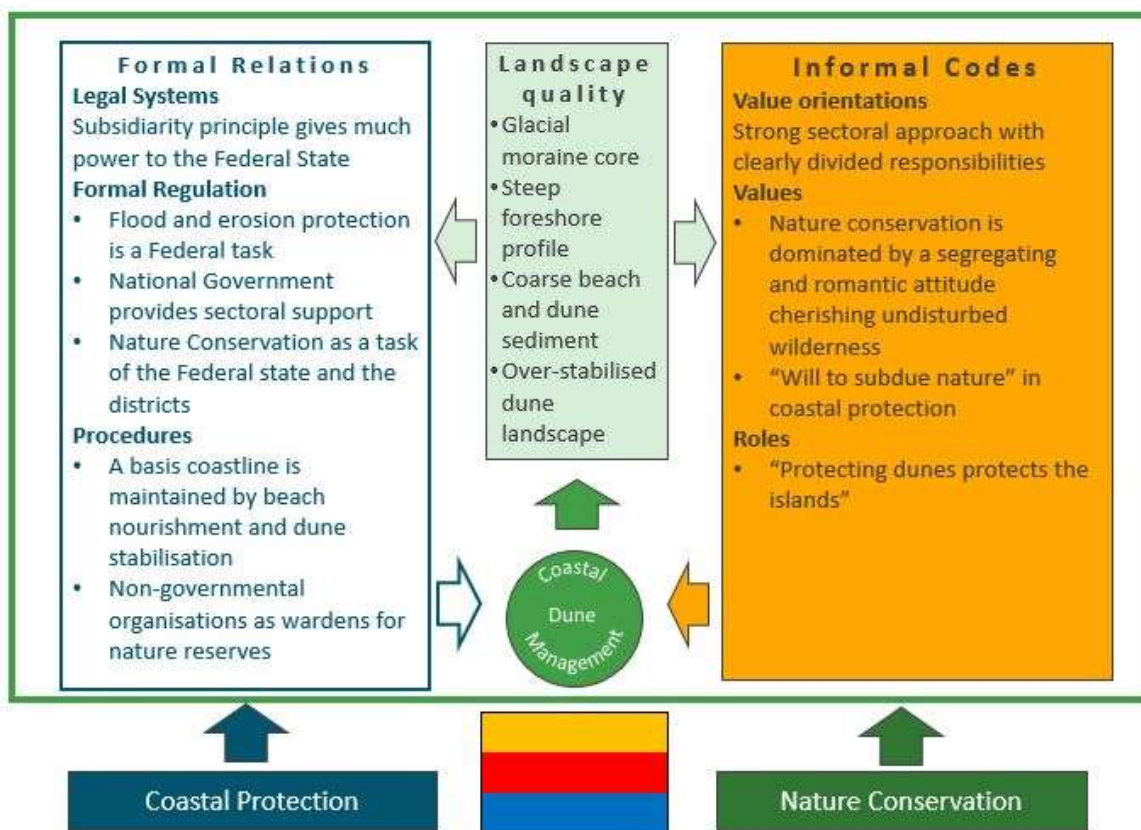 Formal Relations
Legal Systems
Subsidiarity principle gives much
power to the Federal State
Formal Regulation
• Flood and erosion protection
is a Federal task
• National Government
provides sectoral support
• Nature Conservation as a task
of the Federal state and the
districts
Procedures
• A basis coastline is
maintained by beach
nourishment and dune
stabilisation
• Non-governmental
organisations as wardens for
nature reserves
Landscape
quality
• Glacial
moraine core
• Steep
foreshore
profile
• Coarse beach
and dune
sediment
• Over-stabilised
dune
landscape
Coastal
Dune
Management
Informal Codes
Value orientations
Strong sectoral approach with
clearly divided responsibilities
Values
• Nature conservation is
dominated by a segregating
and romantic attitude
cherishing undisturbed
wilderness
• “Will to subdue nature” in
coastal protection
Roles
• “Protecting dunes protects the
islands”
Coastal Protection
Nature Conservation